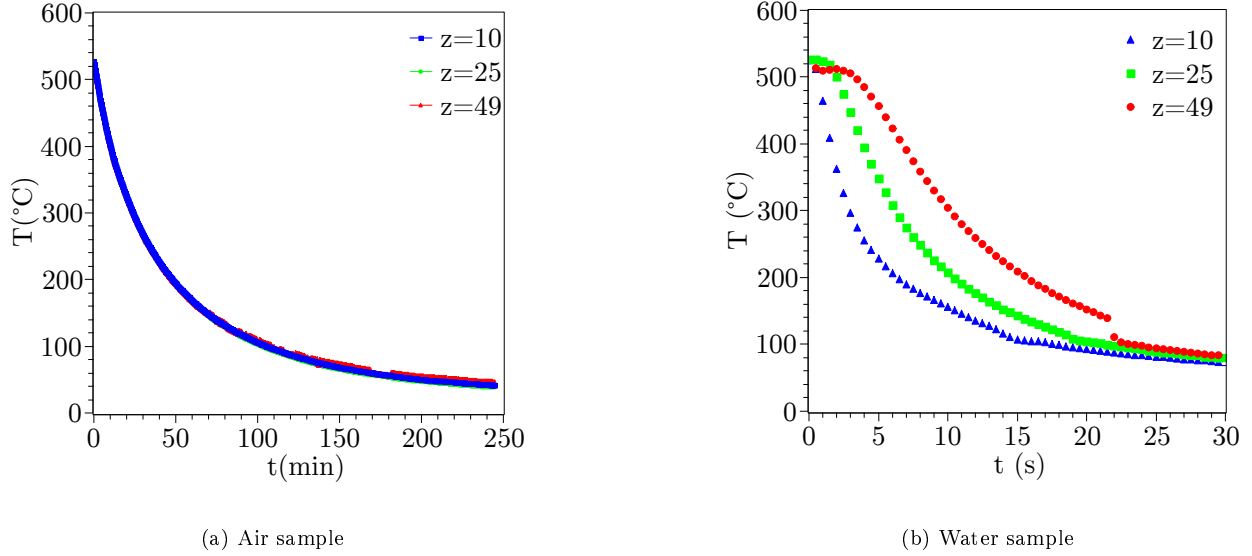 600
500
400
300
200
100
0
T(°C)
z=10
z=25
z=49
0 50 100 150 200 250
t(min)
(a) Air sample
600
500
400
300
200
100
0
T (°C)
z=10
z=25
z=49
0 5 10 15 20 25 30
t (s)
(b) Water sample